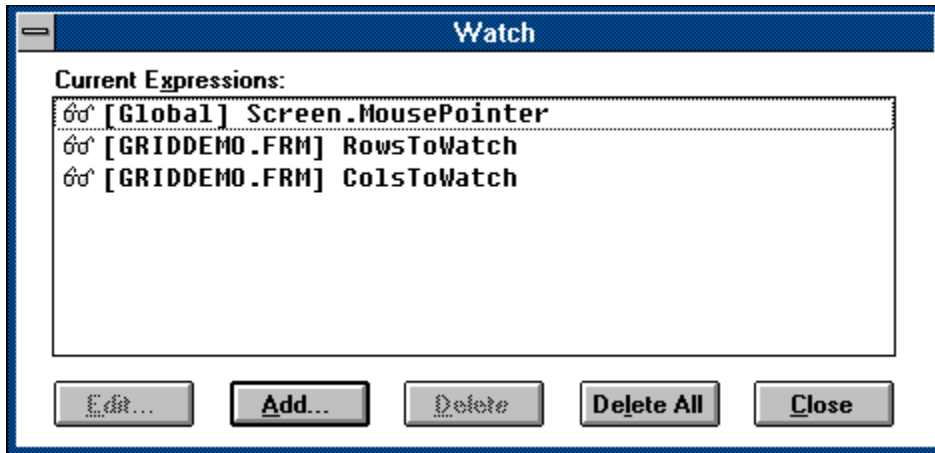 Watch
Current Expressions:
[Global] Screen.MousePointer
[GRIDDEMO.FRM] RowsToWatch
[GRIDDEMO.FRM] ColsToWatch
Edit... Add... Delete Delete All Close